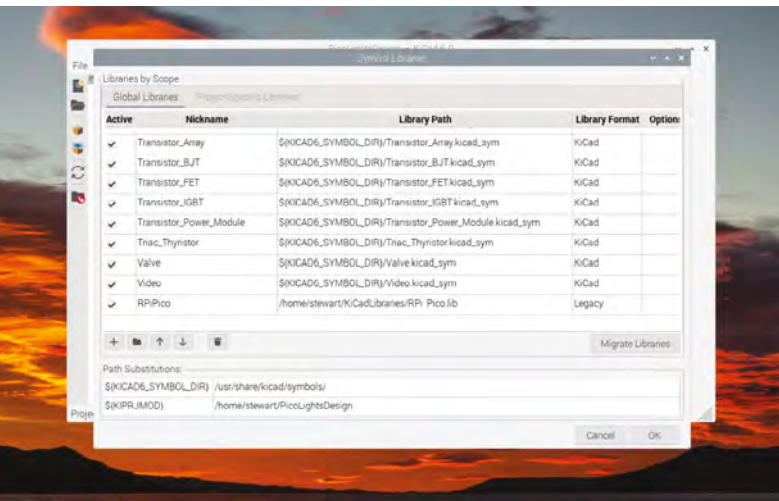 Symbol Libraries
File
Libraries by Scope
Global Libraries Project Specific Libraries
Active Nickname Library Path Library Format Options
Transistor_Array ${KICAD6_SYMBOL_DIR}/Transistor_Array.kicad_sym KiCad
Transistor_BJT ${KICAD6_SYMBOL_DIR}/Transistor_BJT.kicad_sym KiCad
Transistor_FET ${KICAD6_SYMBOL_DIR}/Transistor_FET.kicad_sym KiCad
Transistor_IGBT ${KICAD6_SYMBOL_DIR}/Transistor_IGBT.kicad_sym KiCad
Transistor_Power_Module ${KICAD6_SYMBOL_DIR}/Transistor_Power_Module.kicad_sym KiCad
Triac_Thyristor ${KICAD6_SYMBOL_DIR}/Triac_Thyristor.kicad_sym KiCad
Valve ${KICAD6_SYMBOL_DIR}/Valve.kicad_sym KiCad
Video ${KICAD6_SYMBOL_DIR}/Video.kicad_sym KiCad
RPiPico /home/stewart/KiCadLibraries/RPi_Pico.lib Legacy
Migrate Libraries
Path Substitutions:
${KICAD6_SYMBOL_DIR} /usr/share/kicad/symbols/
${KIPRJMOD} /home/stewart/PicoLightsDesign
Proje
Cancel OK